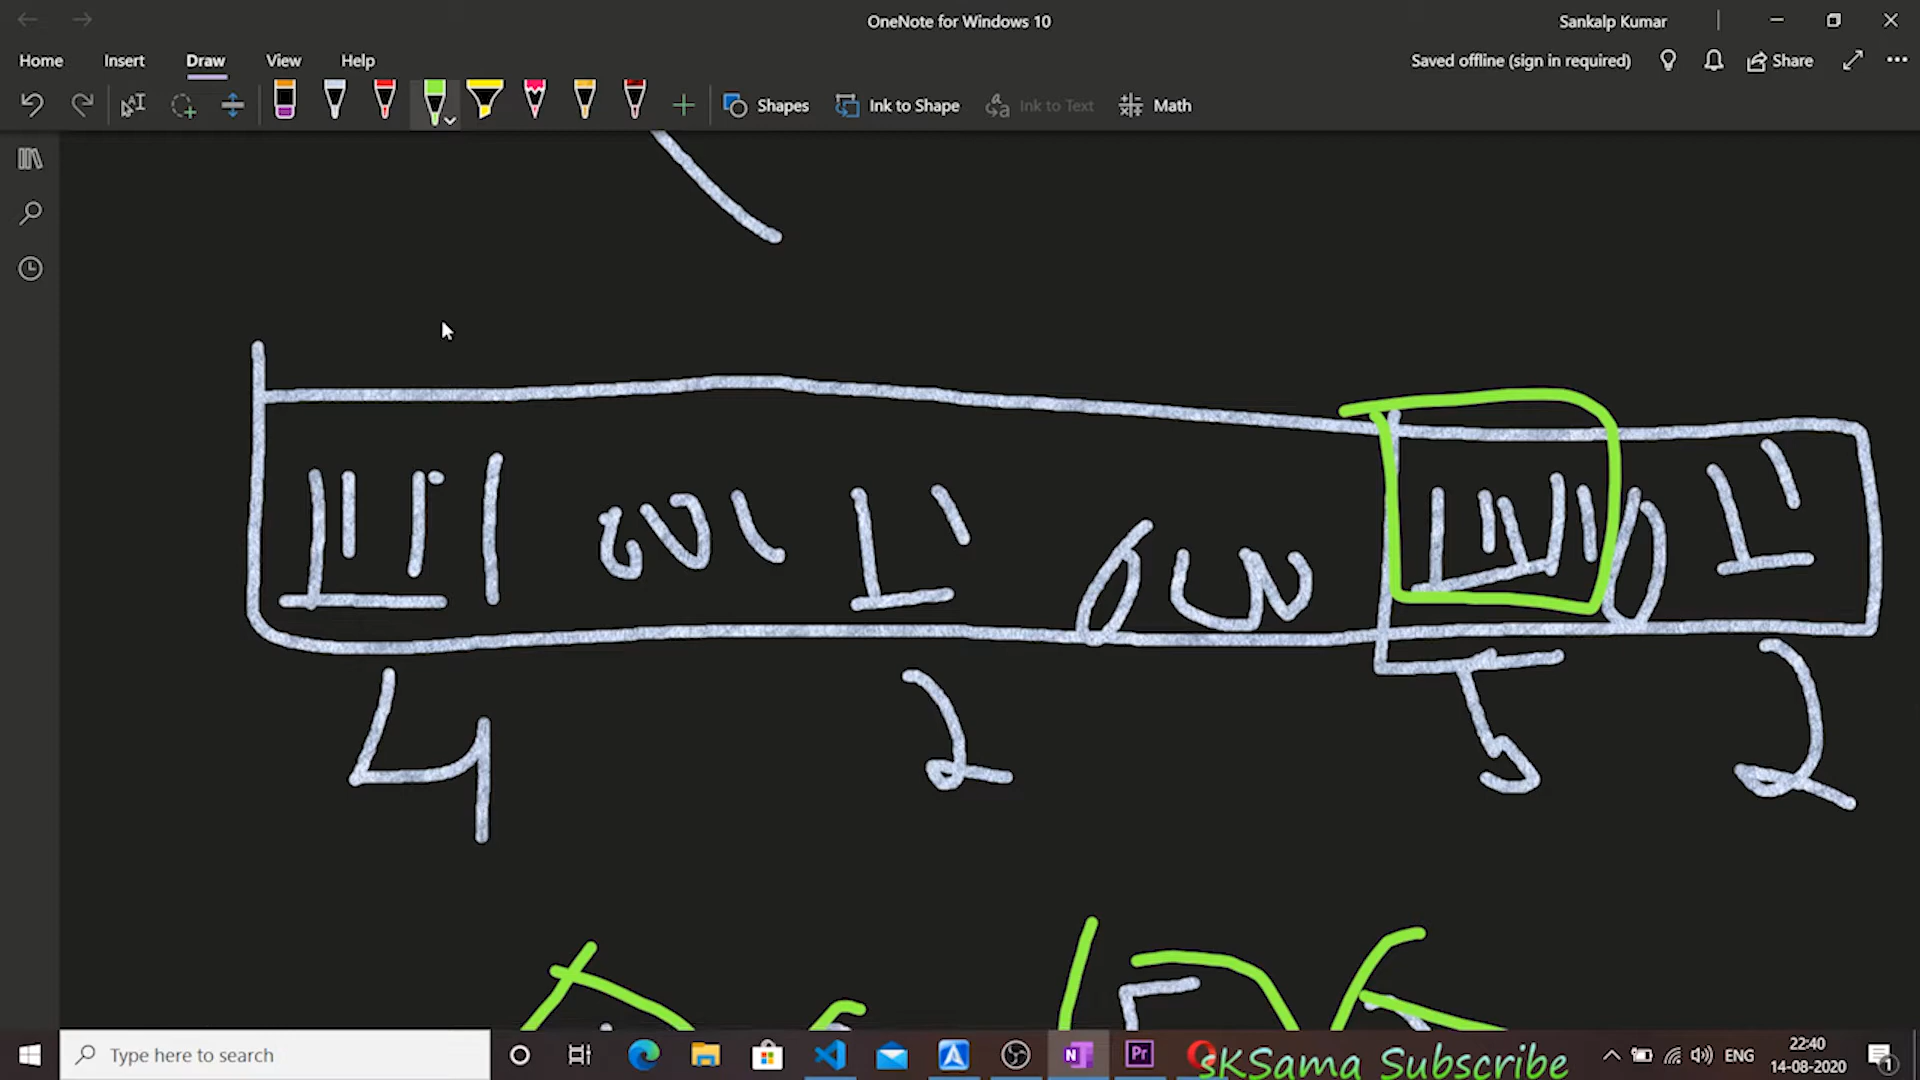 OneNote for Windows 10
Sankalp Kumar
Home Insert Draw View Help
Saved offline (sign in required) Share
Shapes Ink to Shape Ink to Text Math
4 2 5 2
Type here to search
ENG
22:40
14-08-2020
1
sKSama Subscribe